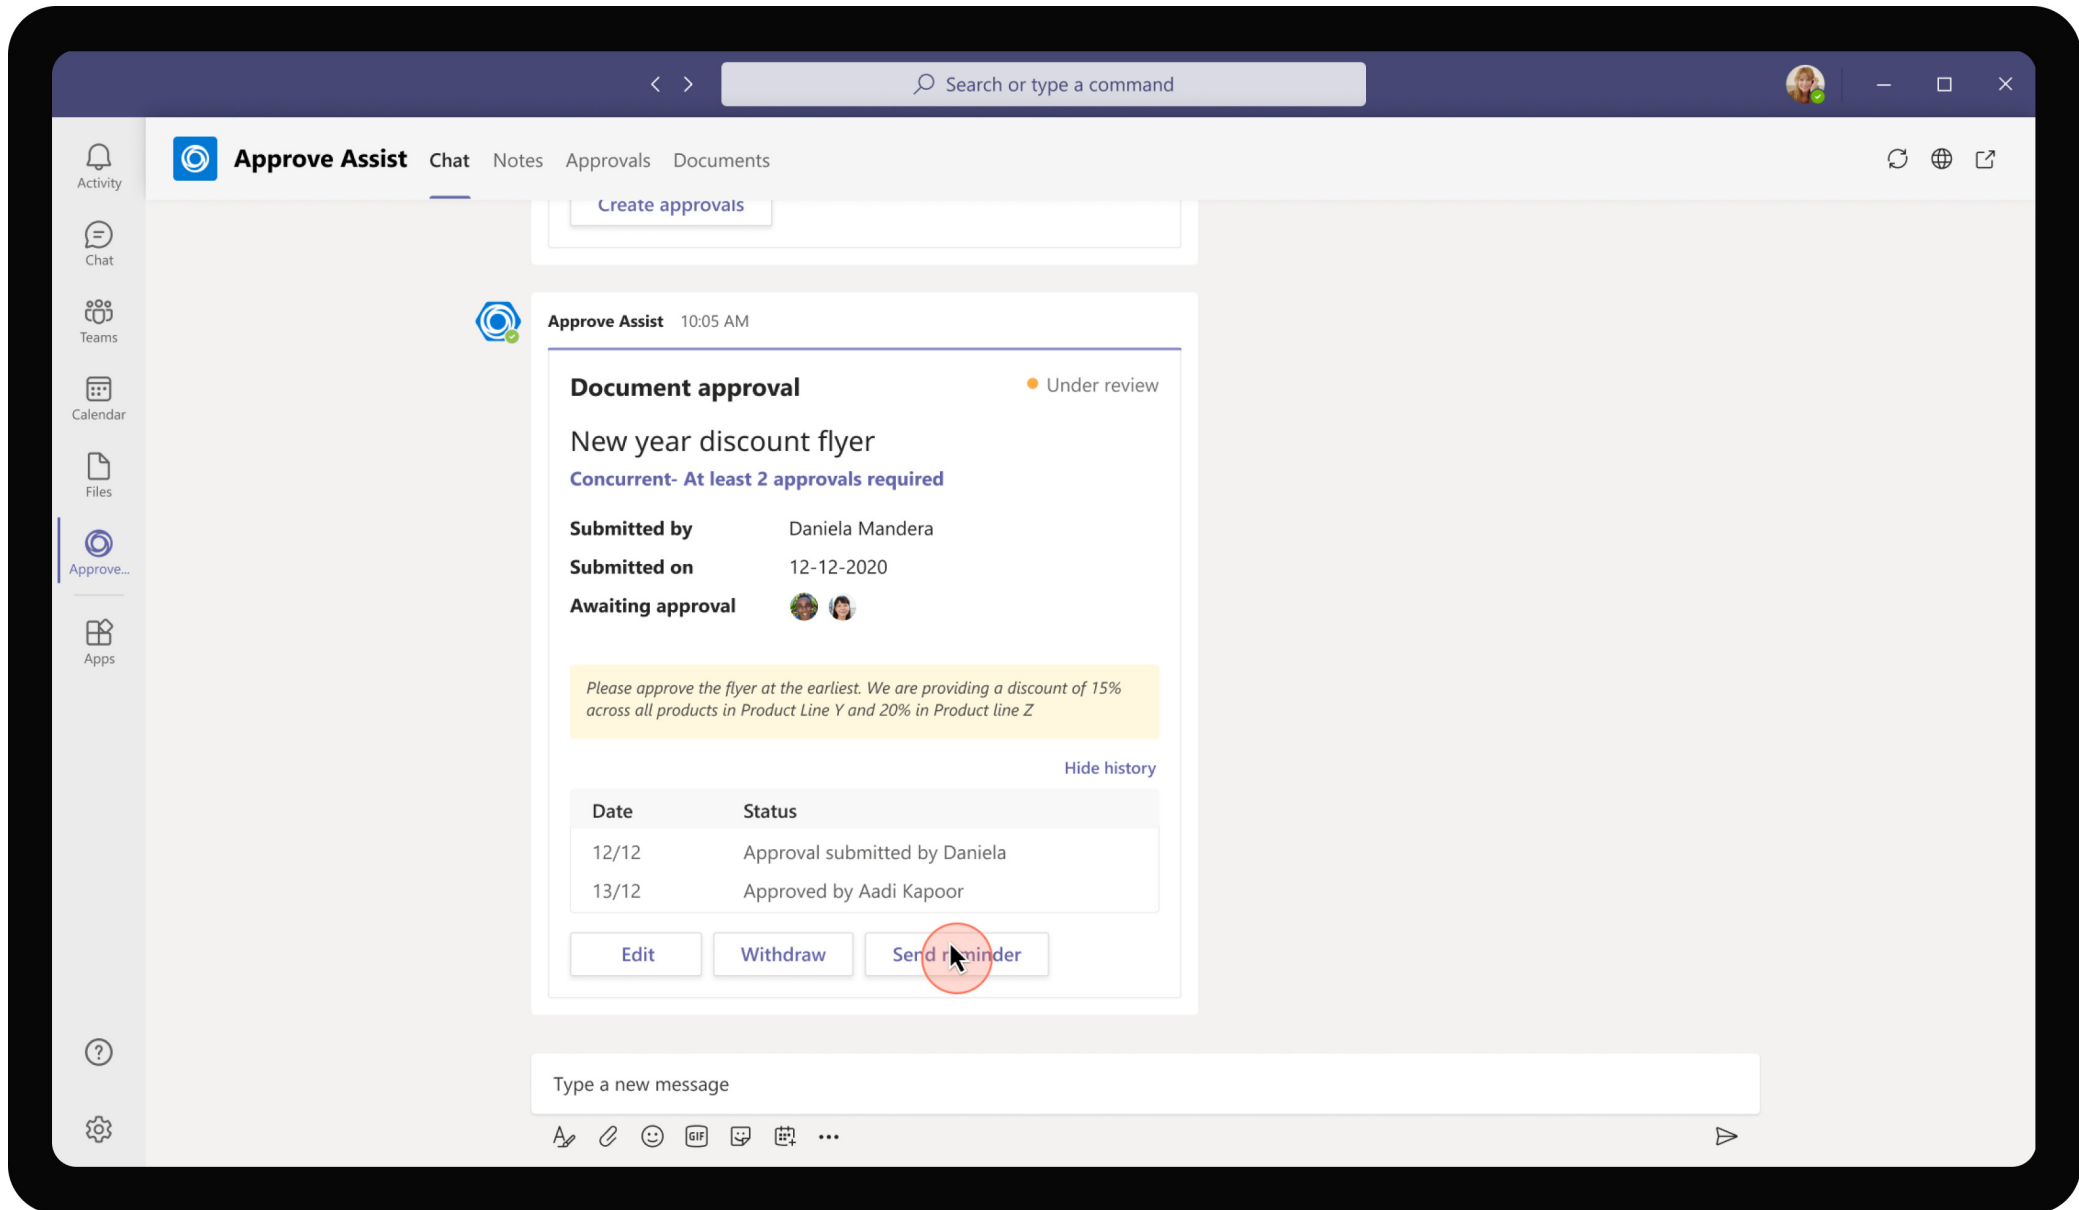 Search or type a command
Activity
Chat
Teams
Calendar
Files
Approve...
Apps
Approve Assist Chat Notes Approvals Documents
Create approvals
Approve Assist 10:05 AM
Document approval Under review
New year discount flyer
Concurrent- At least 2 approvals required
Submitted by Daniela Mandera
Submitted on 12-12-2020
Awaiting approval
Please approve the flyer at the earliest. We are providing a discount of 15%
across all products in Product Line Y and 20% in Product line Z
Hide history
Date Status
12/12 Approval submitted by Daniela
13/12 Approved by Aadi Kapoor
Edit Withdraw Send reminder
Type a new message
GIF